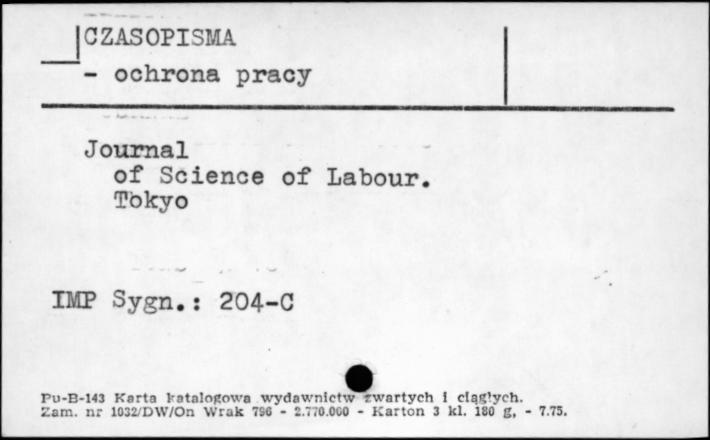 CZASOPISMA
- ochrona pracy
Journal
of Science of Labour.
Tokyo
IMP Sygn.: 204-C
Pu-B-143 Karta katalogowa wydawnictw zwartych i ciągłych.
Zam. nr 1032/DW/On Wrak 796 - 2.770.000 - Karton 3 kl. 180 g, - 7.75.